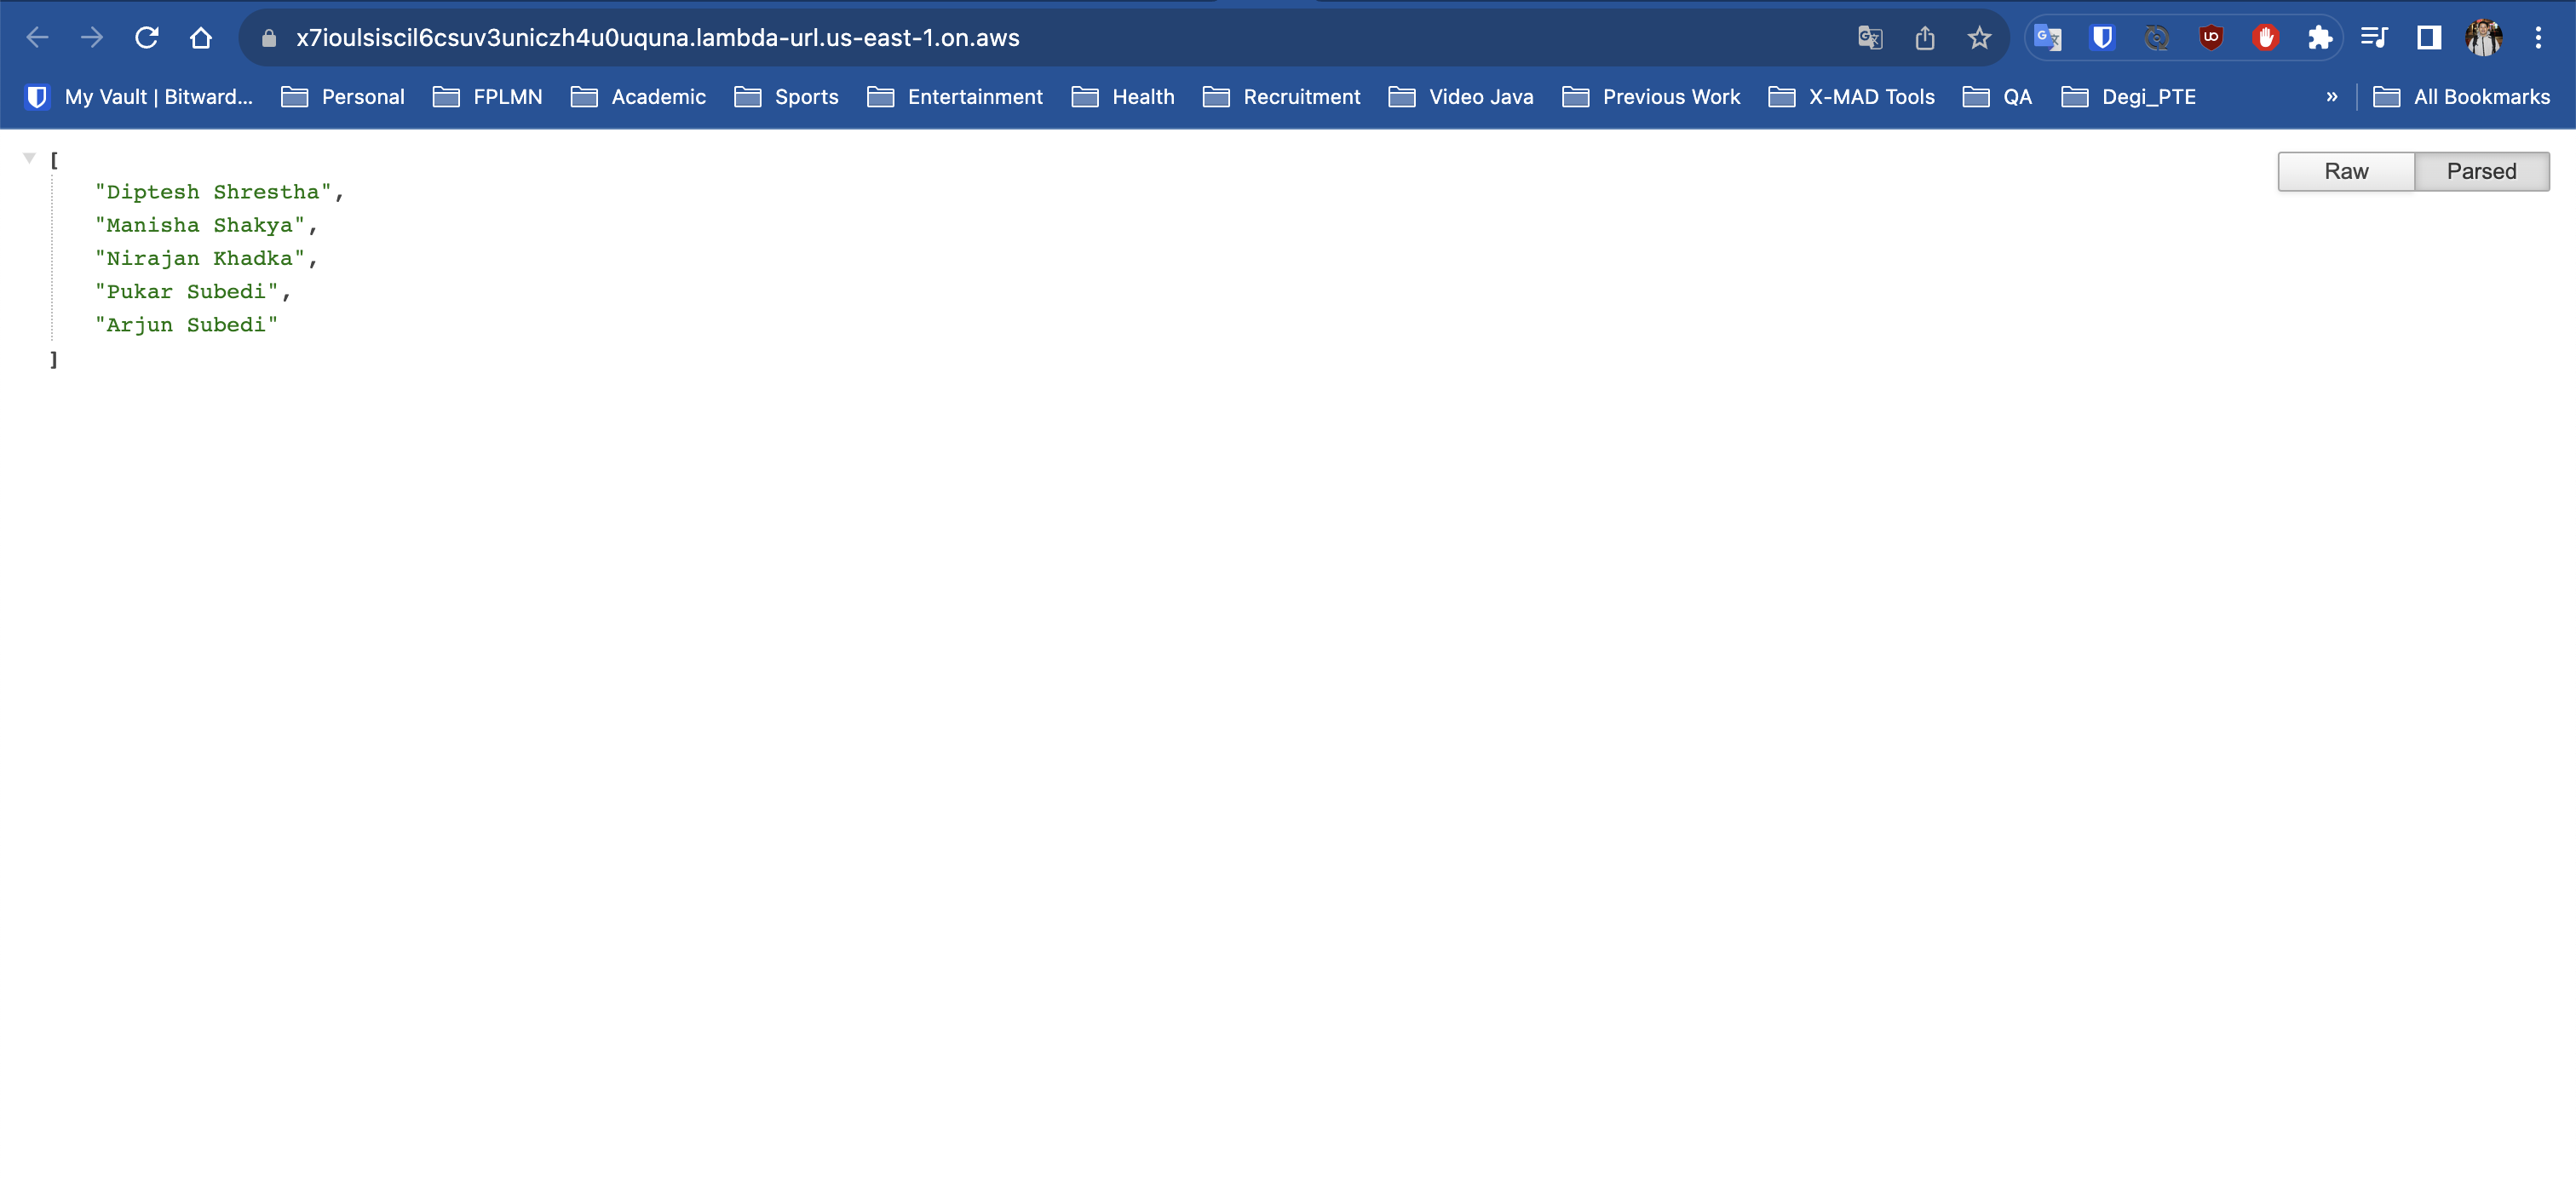 x7ioulsiscil6csuv3uniczh4u0uquna.lambda-url.us-east-1.on.aws
My Vault | Bitward... Personal FPLMN Academic Sports Entertainment Health Recruitment Video Java Previous Work X-MAD Tools QA Degi_PTE » All Bookmarks
Raw Parsed
[
"Diptesh Shrestha",
"Manisha Shakya",
"Nirajan Khadka",
"Pukar Subedi",
"Arjun Subedi"
]